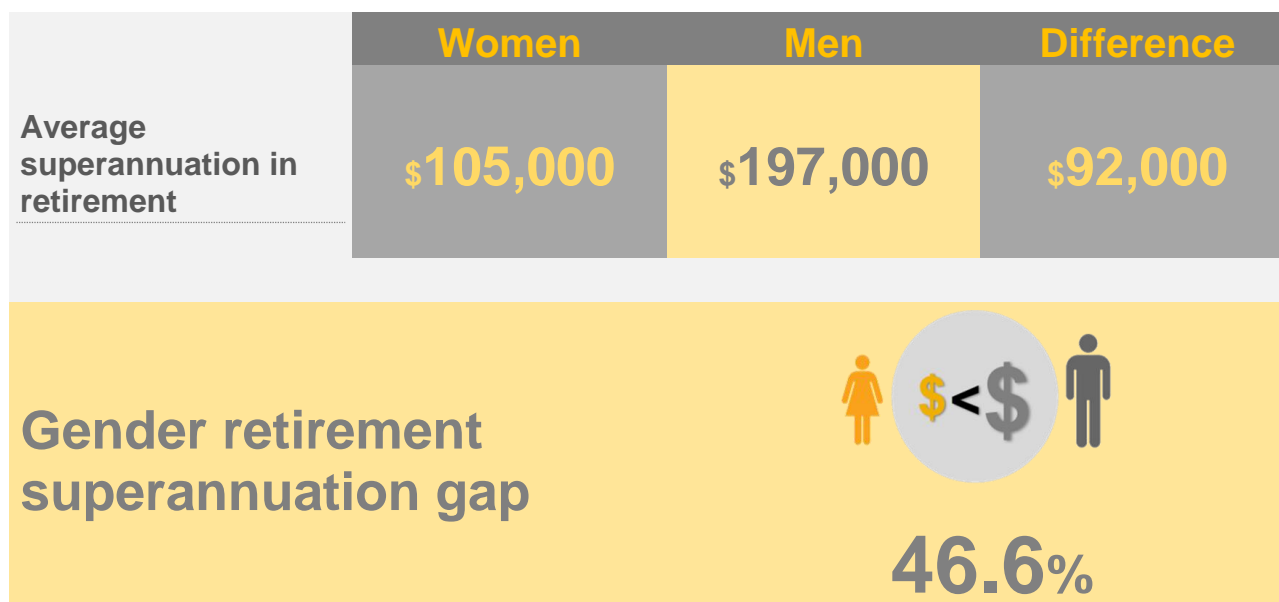 Women Men Difference
Average
superannuation in
retirement
$105,000 $197,000 $92,000
$<$
Gender retirement
superannuation gap
46.6%